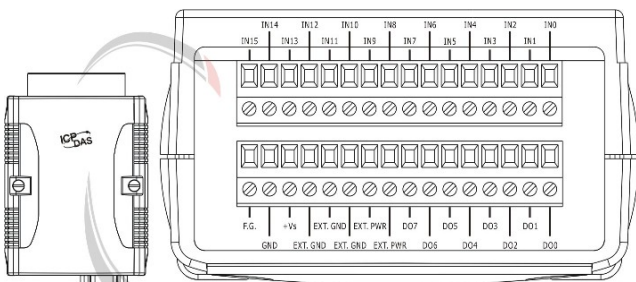 IN14 IN12 IN10 IN8 IN6 IN4 IN2 IN0
IN15 IN13 IN11 IN9 IN7 IN5 IN3 IN1
ICP
DAS
F.G. +Vs EXT. GND EXT. PWR DO7 DO5 DO3 DO1
GND EXT. GND EXT. GND EXT. PWR DO6 DO4 DO2 DO0